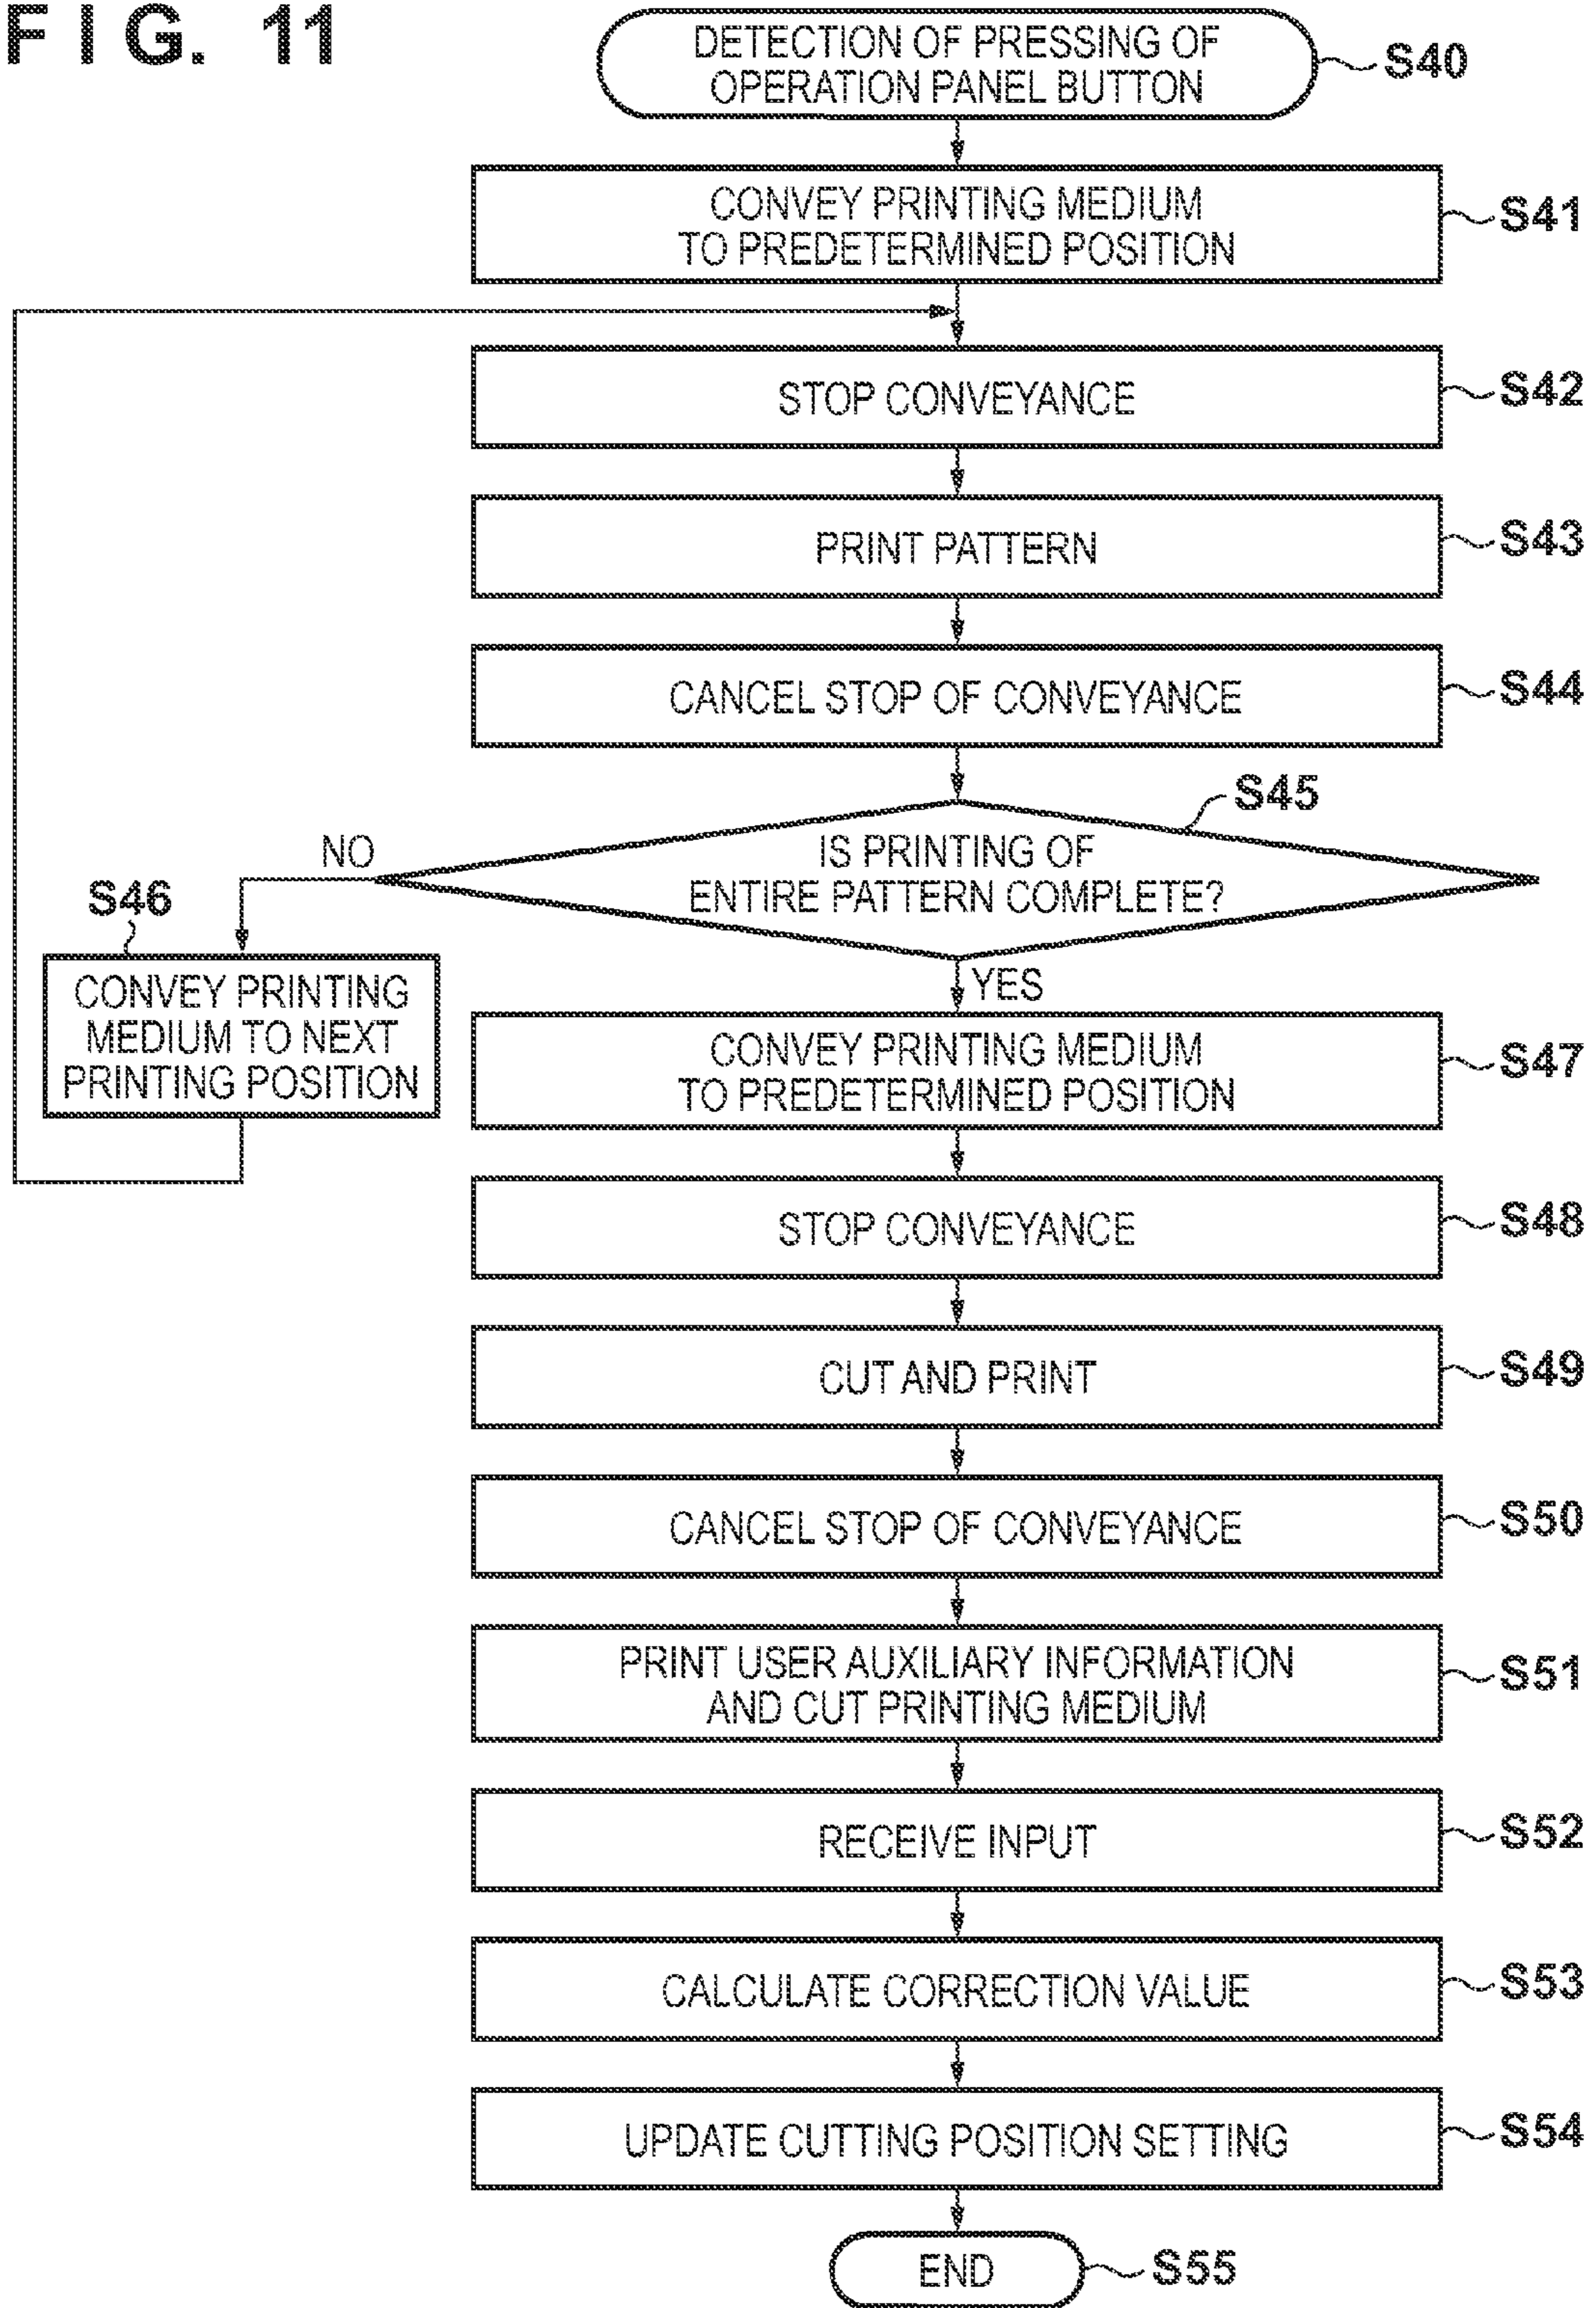 FIG. 11
DETECTION OF PRESSING OF
OPERATION PANEL BUTTON
S40
CONVEY PRINTING MEDIUM
TO PREDETERMINED POSITION
S41
STOP CONVEYANCE
S42
PRINT PATTERN
S43
CANCEL STOP OF CONVEYANCE
S44
S45
IS PRINTING OF
ENTIRE PATTERN COMPLETE?
NO
S46
CONVEY PRINTING
MEDIUM TO NEXT
PRINTING POSITION
YES
CONVEY PRINTING MEDIUM
TO PREDETERMINED POSITION
S47
STOP CONVEYANCE
S48
CUT AND PRINT
S49
CANCEL STOP OF CONVEYANCE
S50
PRINT USER AUXILIARY INFORMATION
AND CUT PRINTING MEDIUM
S51
RECEIVE INPUT
S52
CALCULATE CORRECTION VALUE
S53
UPDATE CUTTING POSITION SETTING
S54
END
S55